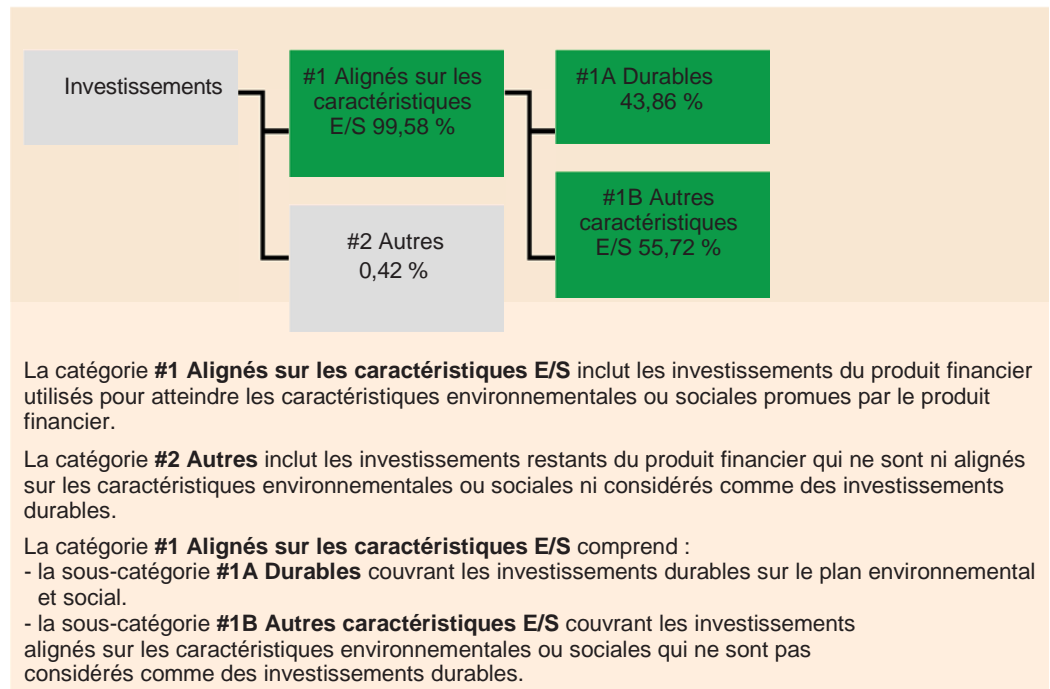 Investissements
#1 Alignés sur les
caractéristiques
E/S 99,58 %
#2 Autres
0,42 %
#1A Durables
43,86 %
#1B Autres
caractéristiques
E/S 55,72 %
La catégorie #1 Alignés sur les caractéristiques E/S inclut les investissements du produit financier
utilisés pour atteindre les caractéristiques environnementales ou sociales promues par le produit
financier.
La catégorie #2 Autres inclut les investissements restants du produit financier qui ne sont ni alignés
sur les caractéristiques environnementales ou sociales ni considérés comme des investissements
durables.
La catégorie #1 Alignés sur les caractéristiques E/S comprend :
- la sous-catégorie #1A Durables couvrant les investissements durables sur le plan environnemental
et social.
- la sous-catégorie #1B Autres caractéristiques E/S couvrant les investissements
alignés sur les caractéristiques environnementales ou sociales qui ne sont pas
considérés comme des investissements durables.